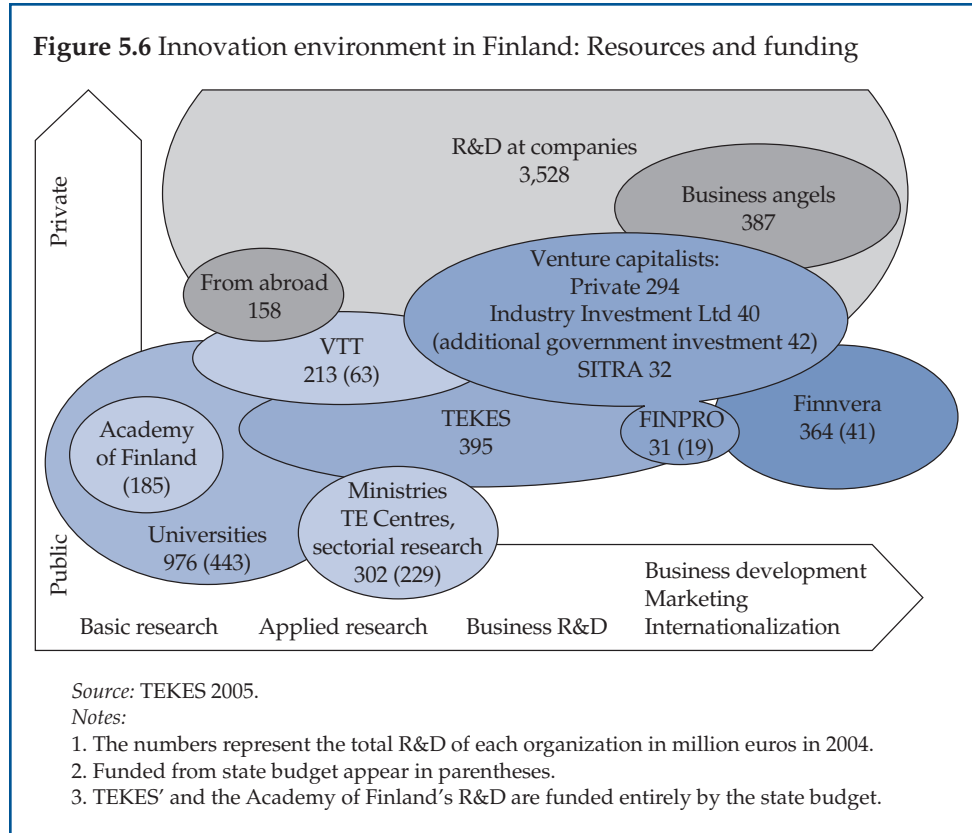 Figure 5.6 Innovation environment in Finland: Resources and funding
Private
Public
R&D at companies
3,528
Business angels
387
From abroad
158
Venture capitalists:
Private 294
Industry Investment Ltd 40
(additional government investment 42)
SITRA 32
VTT
213 (63)
TEKES
395
FINPRO
31 (19)
Finnvera
364 (41)
Academy
of Finland
(185)
Universities
976 (443)
Ministries
TE Centres,
sectorial research
302 (229)
Basic research
Applied research
Business R&D
Business development
Marketing
Internationalization
Source: TEKES 2005.
Notes:
1. The numbers represent the total R&D of each organization in million euros in 2004.
2. Funded from state budget appear in parentheses.
3. TEKES’ and the Academy of Finland’s R&D are funded entirely by the state budget.